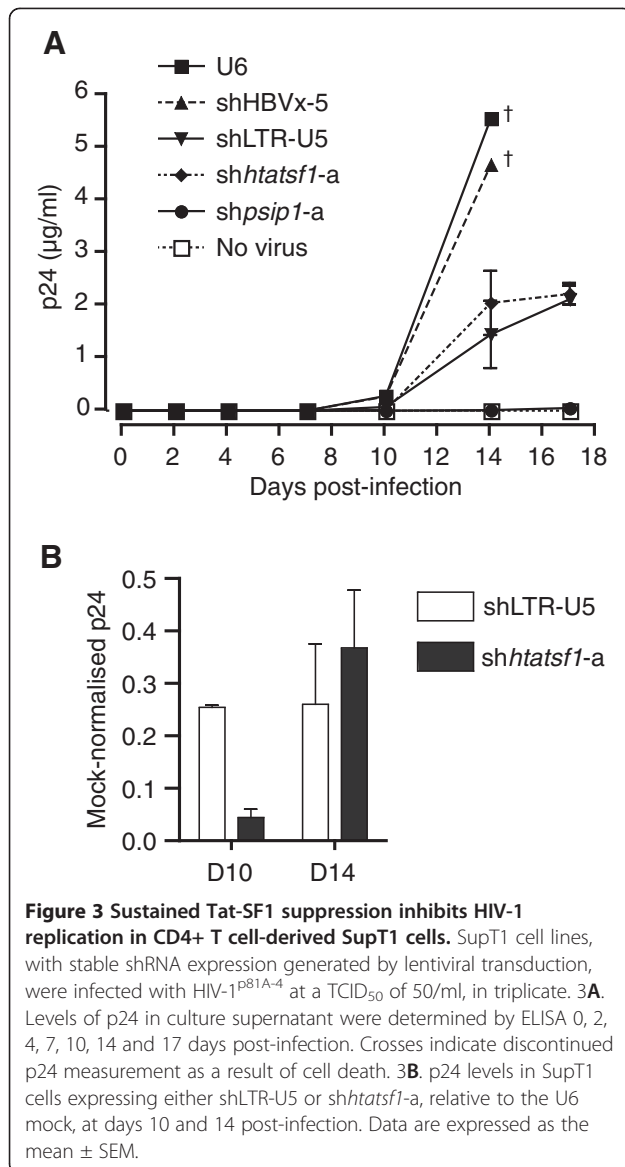 A
U6
shHBVx-5
shLTR-U5
shhtatsf1-a
shpsip1-a
No virus
p24 (µg/ml)
6
5
4
3
2
1
0
†
†
0 2 4 6 8 10 12 14 16 18
Days post-infection
B
Mock-normalised p24
0.5
0.4
0.3
0.2
0.1
0.0
D10 D14
shLTR-U5
shhtatsf1-a
Figure 3 Sustained Tat-SF1 suppression inhibits HIV-1
replication in CD4+ T cell-derived SupT1 cells. SupT1 cell lines,
with stable shRNA expression generated by lentiviral transduction,
were infected with HIV-1p81A-4 at a TCID50 of 50/ml, in triplicate. 3A.
Levels of p24 in culture supernatant were determined by ELISA 0, 2,
4, 7, 10, 14 and 17 days post-infection. Crosses indicate discontinued
p24 measurement as a result of cell death. 3B. p24 levels in SupT1
cells expressing either shLTR-U5 or shhtatsf1-a, relative to the U6
mock, at days 10 and 14 post-infection. Data are expressed as the
mean ± SEM.